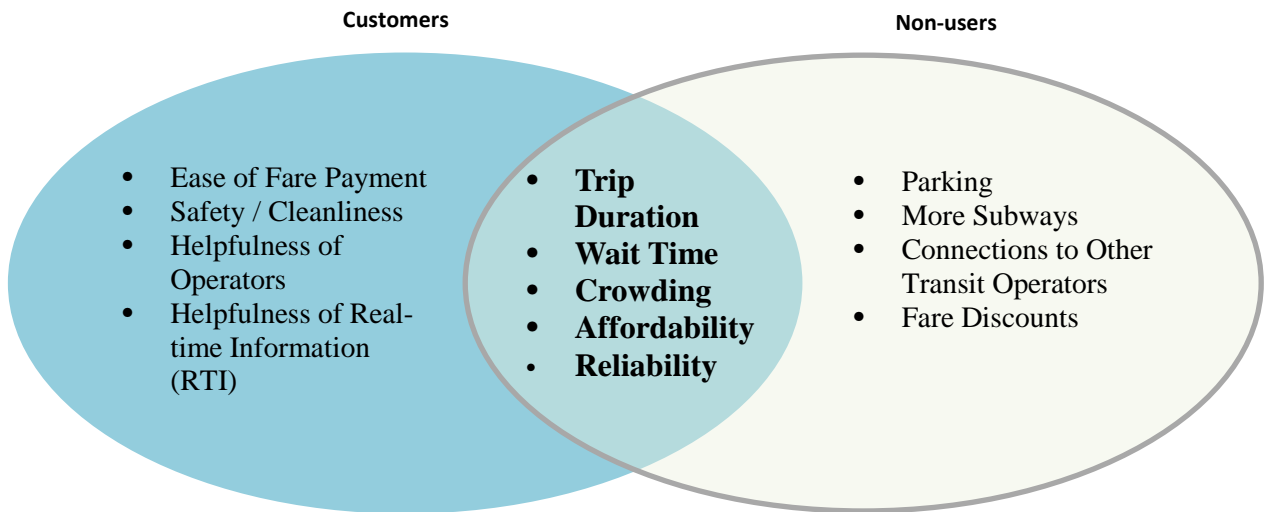 Customers
Non-users
• Ease of Fare Payment
• Safety / Cleanliness
• Helpfulness of
Operators
• Helpfulness of Real-
time Information
(RTI)
• Trip
Duration
• Wait Time
• Crowding
• Affordability
• Reliability
• Parking
• More Subways
• Connections to Other
Transit Operators
• Fare Discounts